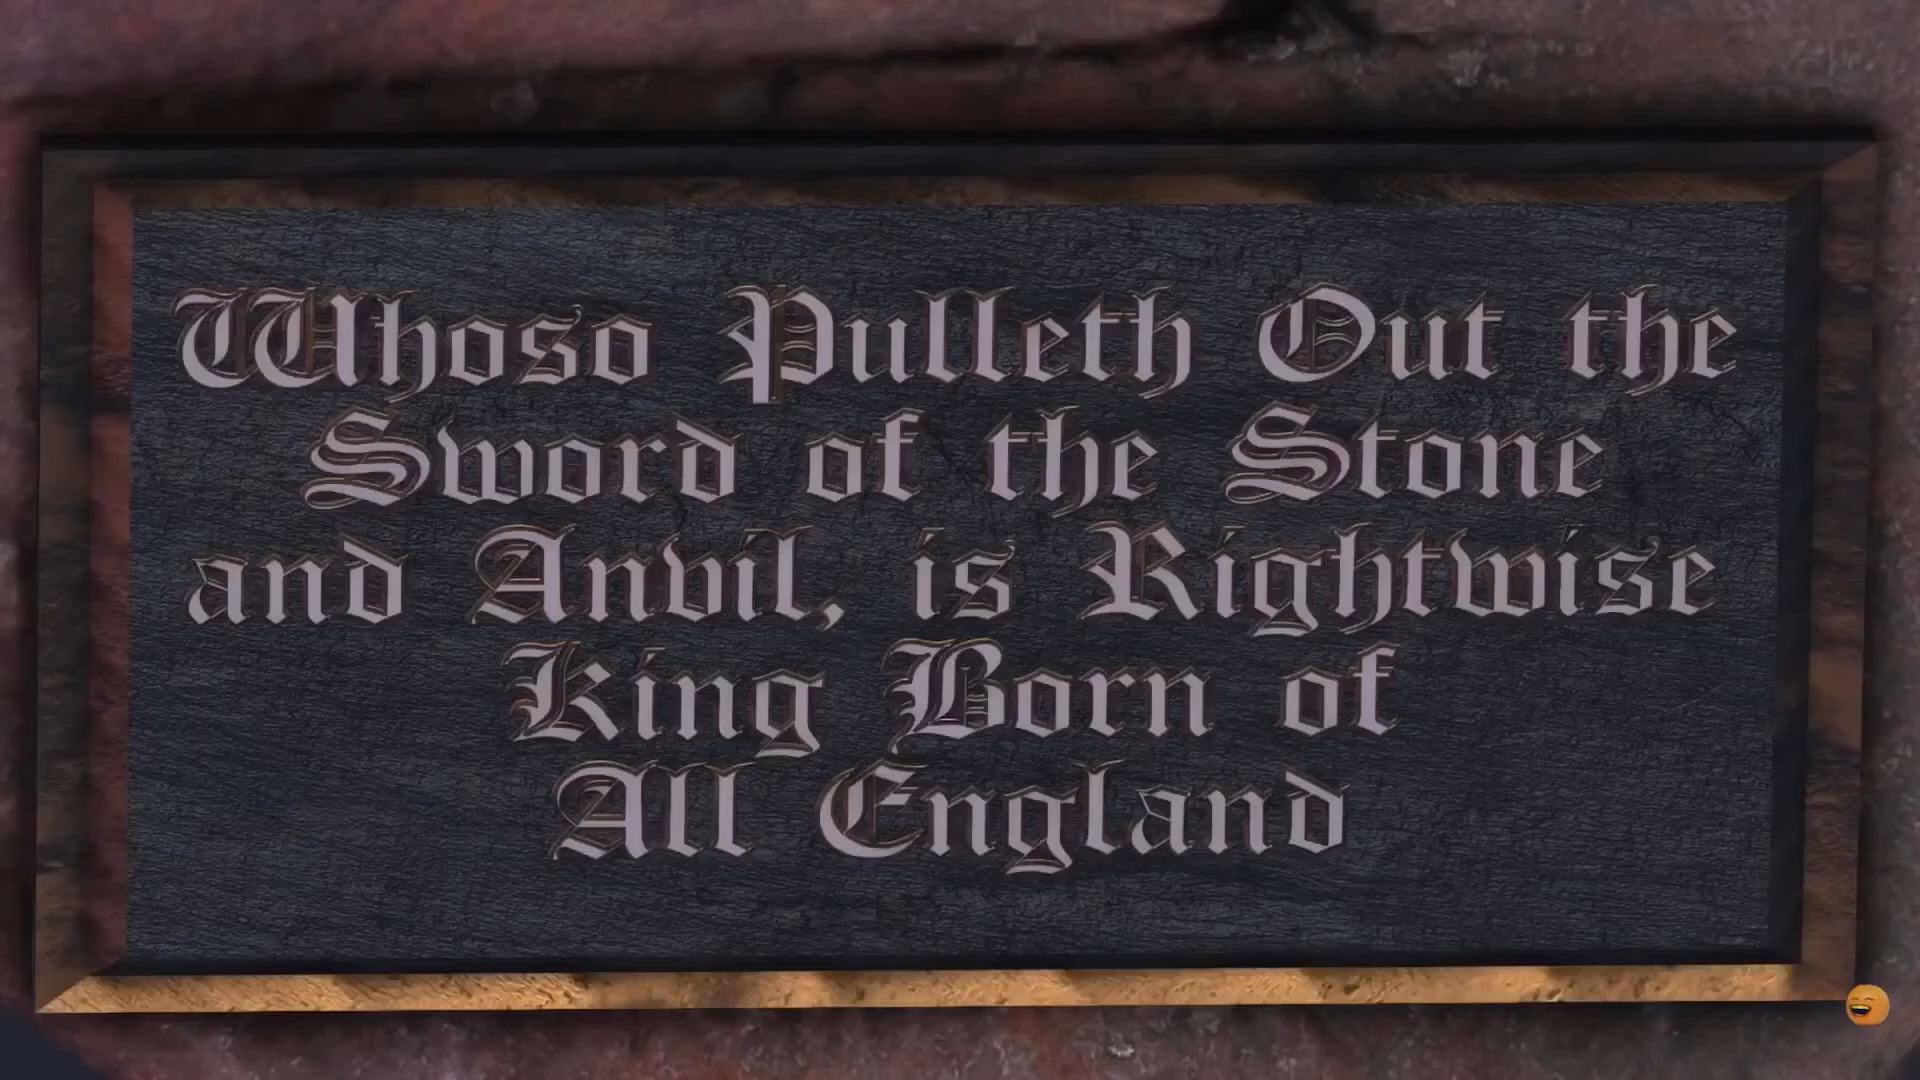 Whoso Pulleth Out the
Sword of the Stone
and Anvil, is Rightwise
King Born of
All England